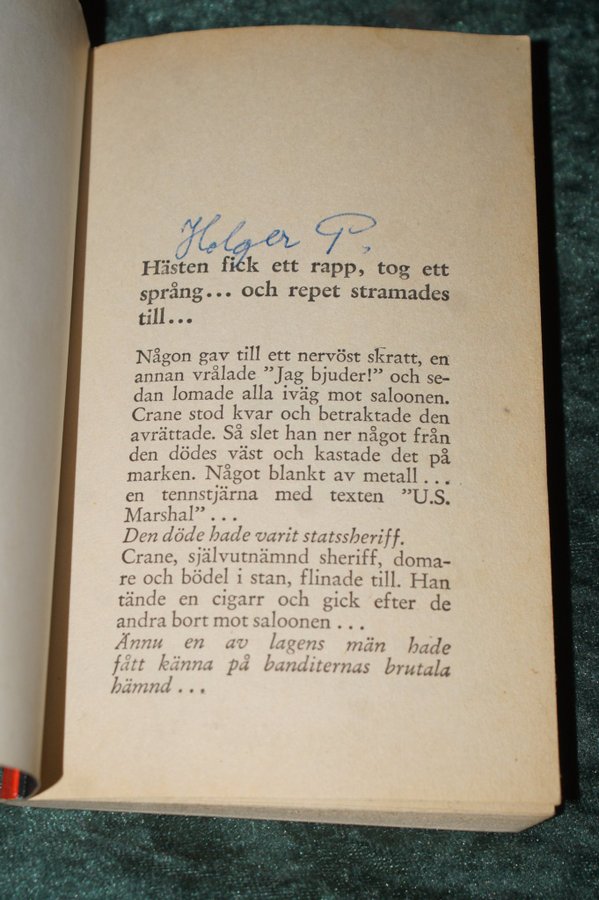 Holger P.
Hästen fick ett rapp, tog ett
språng... och repet stramades
till...
Någon gav till ett nervöst skratt, en
annan vrålade ”Jag bjuder!” och se-
dan lomade alla iväg mot saloonen.
Crane stod kvar och betraktade den
avrättade. Så slet han ner något från
den dödes väst och kastade det på
marken. Något blankt av metall...
en tennstjärna med texten ”U.S.
Marshal”...
Den döde hade varit statssheriff.
Crane, självutnämnd sheriff, doma-
re och bödel i stan, flinade till. Han
tände en cigarr och gick efter de
andra bort mot saloonen...
Ännu en av lagens män hade
fått känna på banditernas brutala
hämnd...